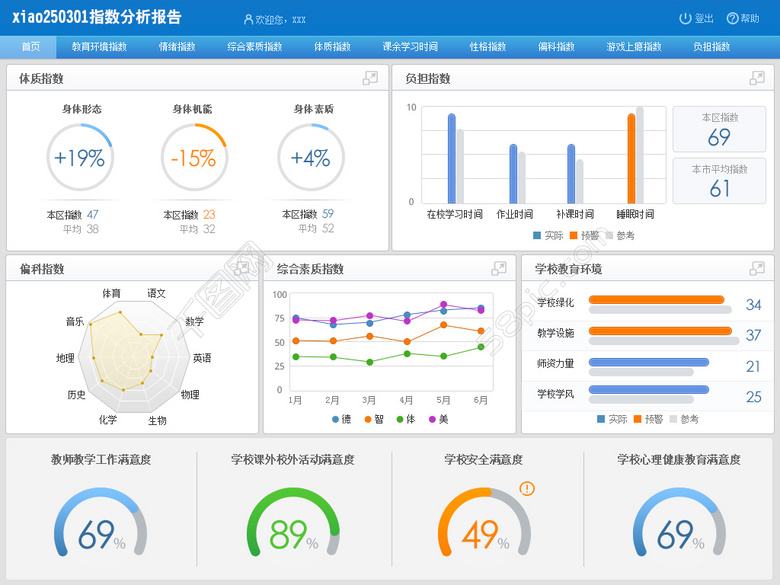 xiao250301指数分析报告
欢迎您，xxx
登出
帮助
首页
教育环境指数
情绪指数
综合素质指数
体质指数
课余学习时间
性格指数
偏科指数
游戏上瘾指数
负担指数
体质指数
身体形态
身体机能
身体素质
+19%
-15%
+4%
本区指数 47
平均 38
本区指数 23
平均 32
本区指数 59
平均 52
负担指数
10
0
在校学习时间
作业时间
补课时间
睡眠时间
实际
预警
参考
本区指数
69
本市平均指数
61
偏科指数
体育
语文
数学
英语
物理
生物
化学
历史
地理
音乐
综合素质指数
100
75
50
25
0
1月
2月
3月
4月
5月
6月
德
智
体
美
学校教育环境
学校绿化
34
教学设施
37
师资力量
21
学校学风
25
实际
预警
参考
教师教学工作满意度
69%
学校课外校外活动满意度
89%
学校安全满意度
49%
学校心理健康教育满意度
69%
千图网
58pic.com